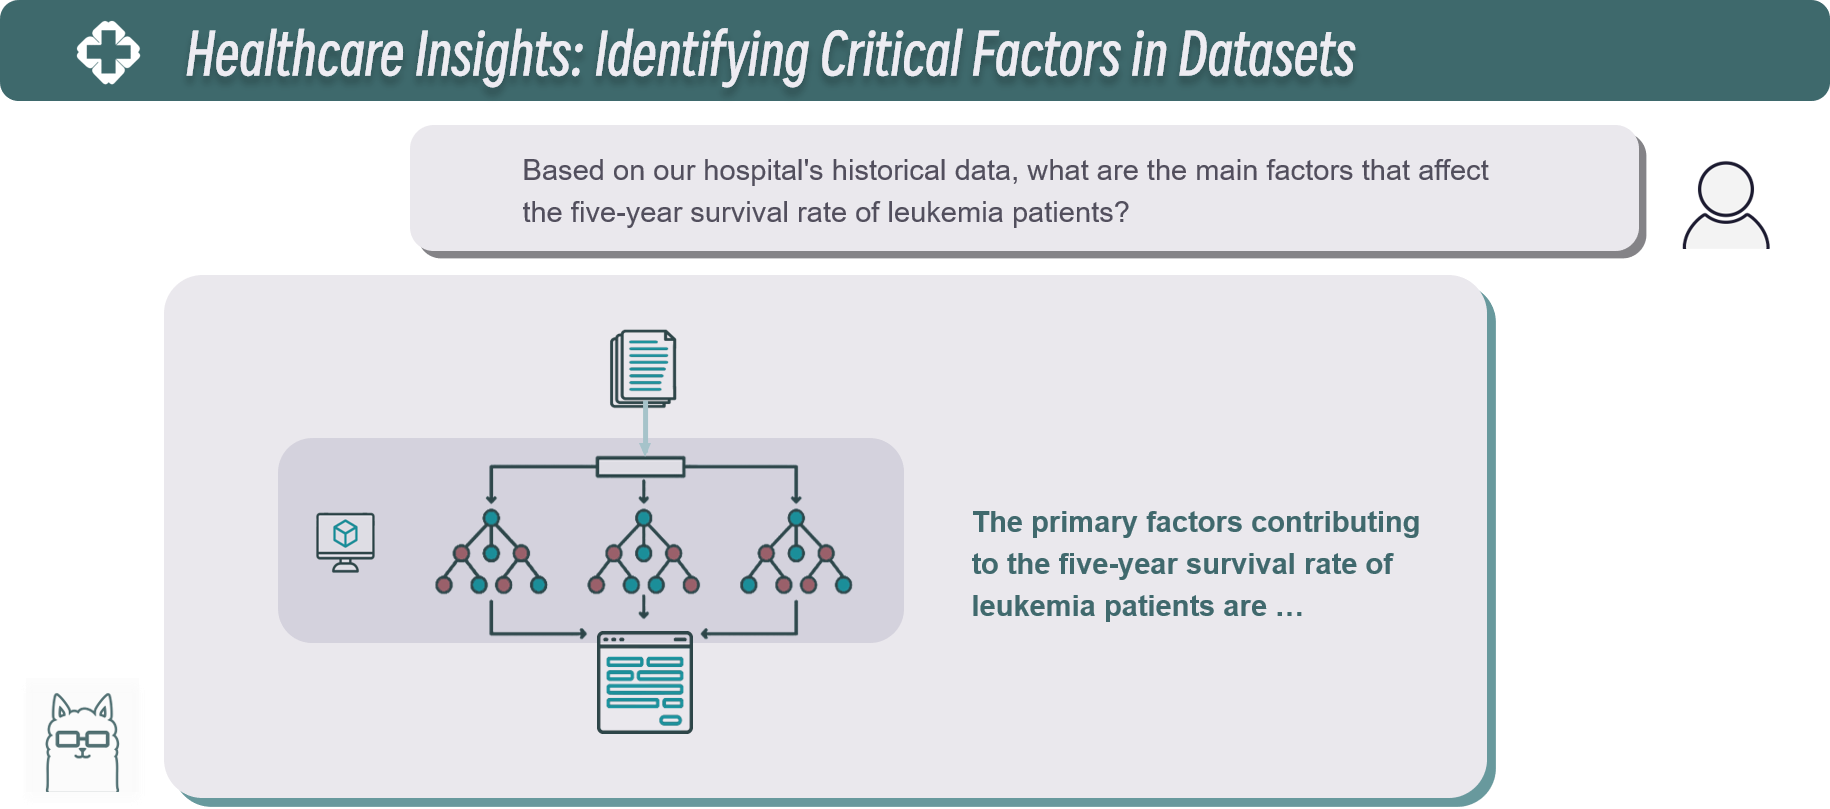 Healthcare Insights: Identifying Critical Factors in Datasets
Based on our hospital's historical data, what are the main factors that affect
the five-year survival rate of leukemia patients?
The primary factors contributing
to the five-year survival rate of
leukemia patients are …